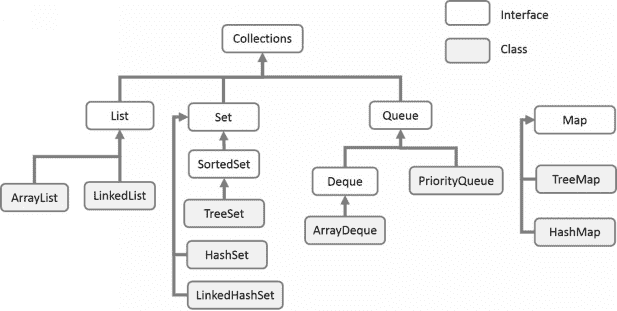 Collections
Interface
Class
List
Set
Queue
Map
ArrayList
LinkedList
SortedSet
Deque
PriorityQueue
TreeMap
TreeSet
ArrayDeque
HashMap
HashSet
LinkedHashSet